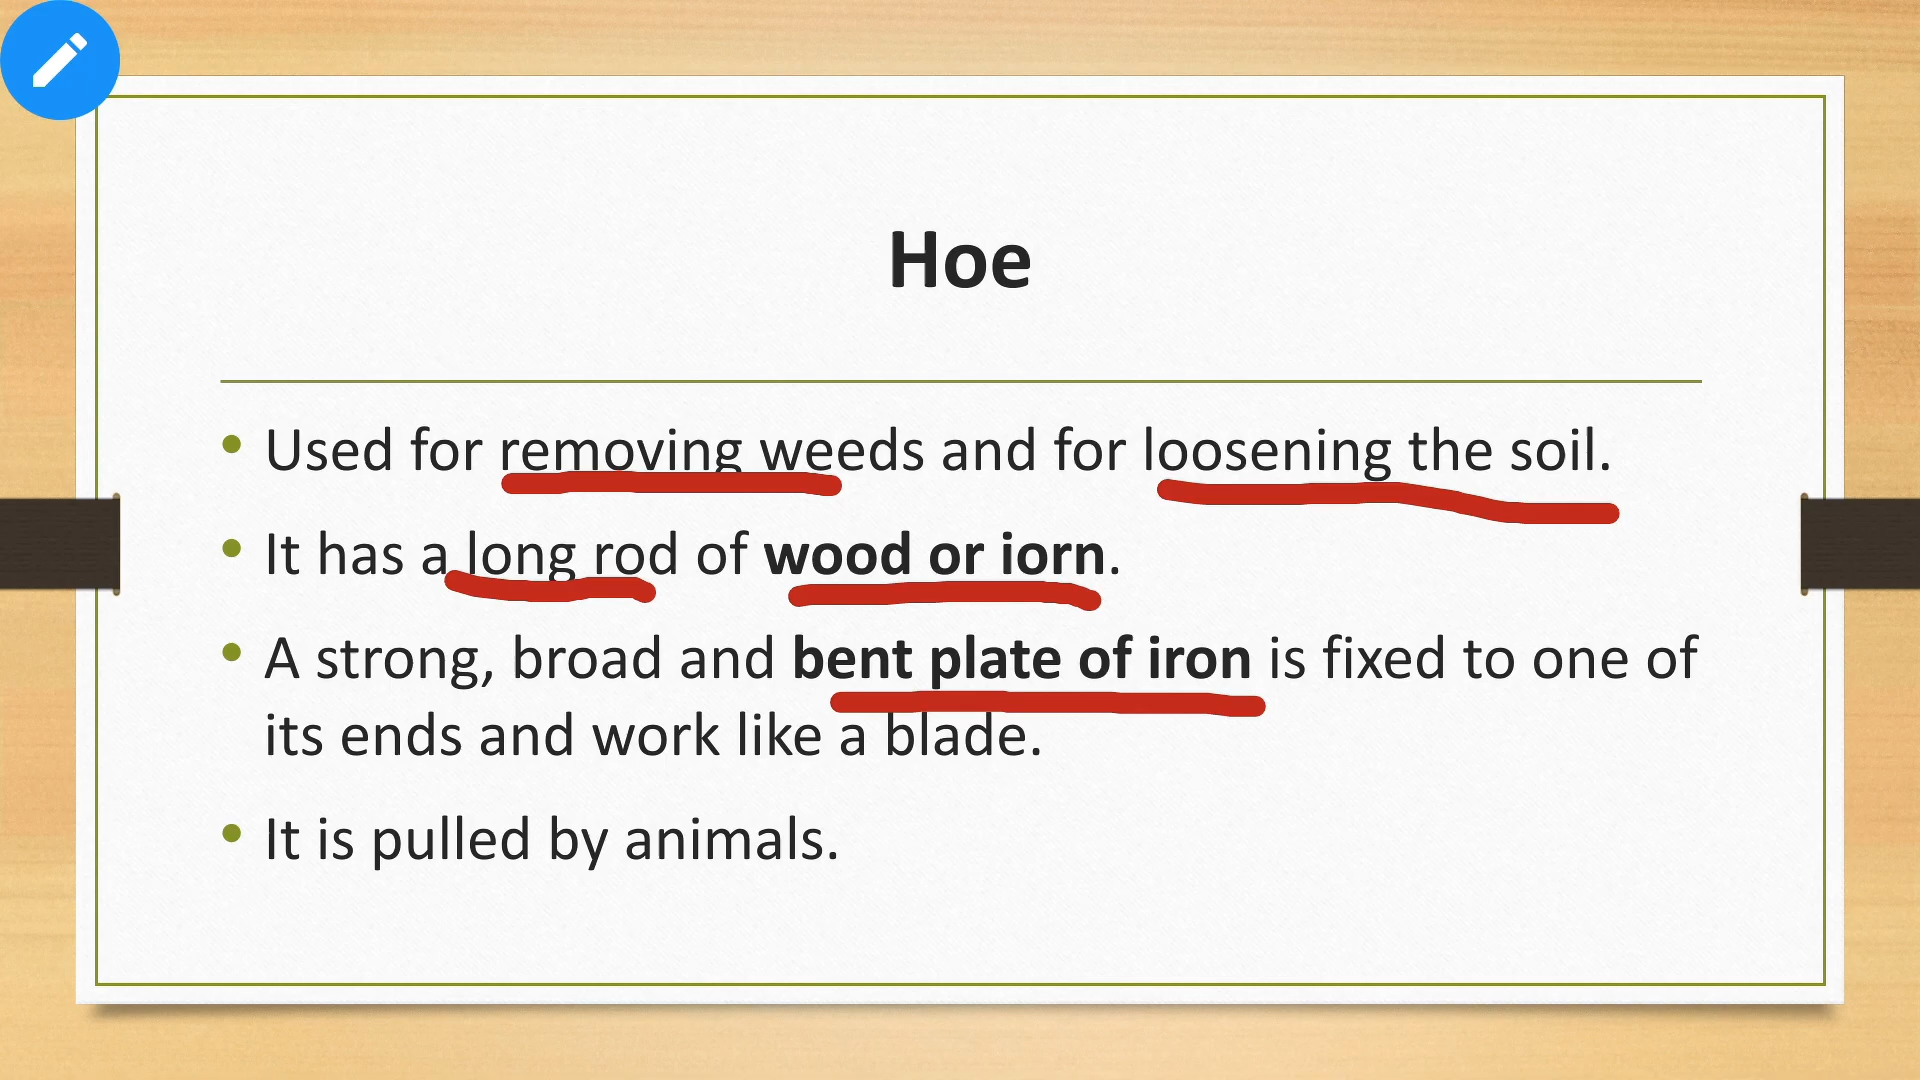 Hoe
• Used for removing weeds and for loosening the soil.
• It has a long rod of wood or iorn.
• A strong, broad and bent plate of iron is fixed to one of
its ends and work like a blade.
• It is pulled by animals.